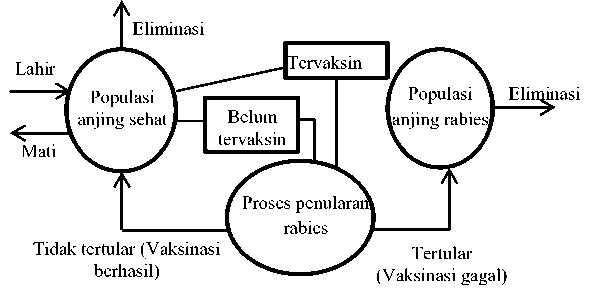 Eliminasi
Lahir
Populasi
anjing sehat
Mati
Tervaksin
Belum
tervaksin
Populasi
anjing rabies
Eliminasi
Proses penularan
rabies
Tidak tertular (Vaksinasi
berhasil)
Tertular
(Vaksinasi gagal)